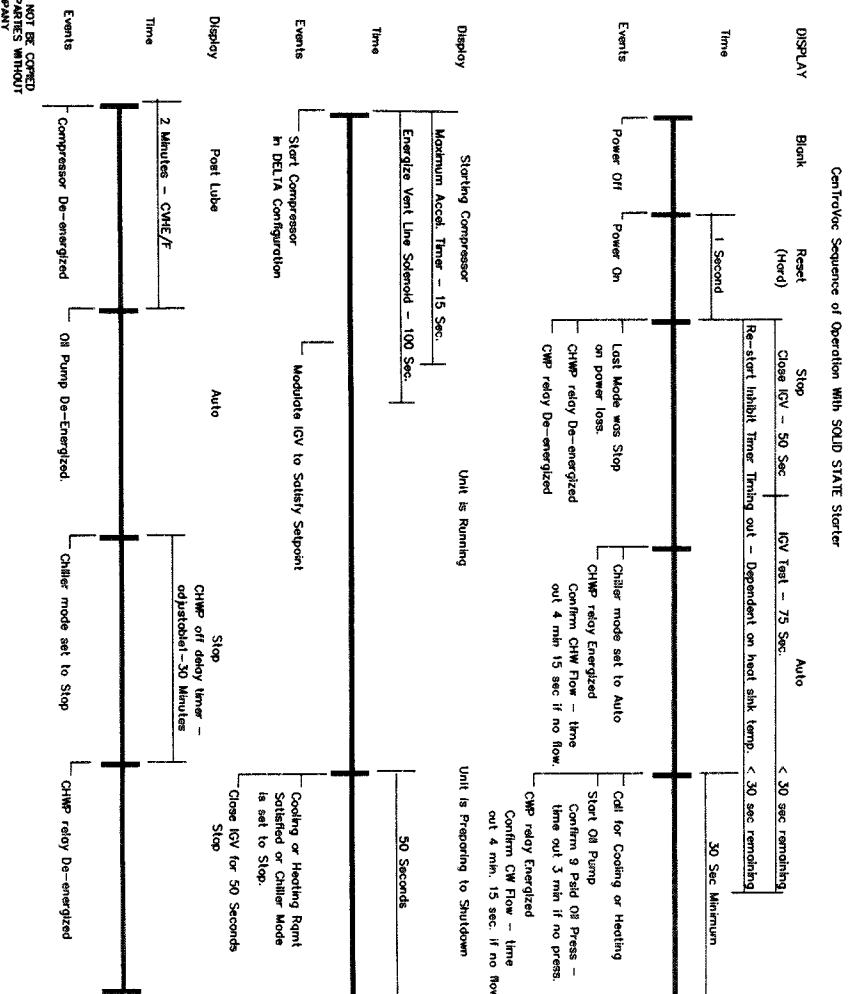 CenTraVac Sequence of Operation With SOLID STATE Starter
DISPLAY
Blank
Reset
(Hard)
Stop
Auto
Close IGV - 50 Sec
IGV Test - 75 Sec.
< 30 sec remaining
Re-start Inhibit Timer Timing out - Dependent on heat sink temp. < 30 sec remaining
Time
1 Second
30 Sec Minimum
Events
Power Off
Power On
Last Mode was Stop
on power loss.
CHWP relay De-energized
CWP relay De-energized
Chiller mode set to Auto
CHWP relay Energized
Confirm CHW Flow - time
out 4 min 15 sec if no flow.
Call for Cooling or Heating
Start Oil Pump
Confirm 9 Psid Oil Press -
time out 3 min if no press.
CWP relay Energized
Confirm CW Flow - time
out 4 min. 15 sec. if no flow
Display
Starting Compressor
Unit is Running
Unit is Preparing to Shutdown
Maximum Accel. Timer - 15 Sec.
Energize Vent Line Solenoid - 100 Sec.
Time
50 Seconds
Events
Start Compressor
in DELTA Configuration
Modulate IGV to Satisfy Setpoint
Cooling or Heating Rqmt
Satisfied or Chiller Mode
is set to Stop.
Close IGV for 50 Seconds
Display
Post Lube
Auto
Stop
Stop
CHWP off delay timer -
adjustable1-30 Minutes
Time
2 Minutes - CVHE/F
Events
Compressor De-energized
Oil Pump De-Energized.
Chiller mode set to Stop
CHWP relay De-energized
NOT BE COPIED
PARTIES WITHOUT
PANY